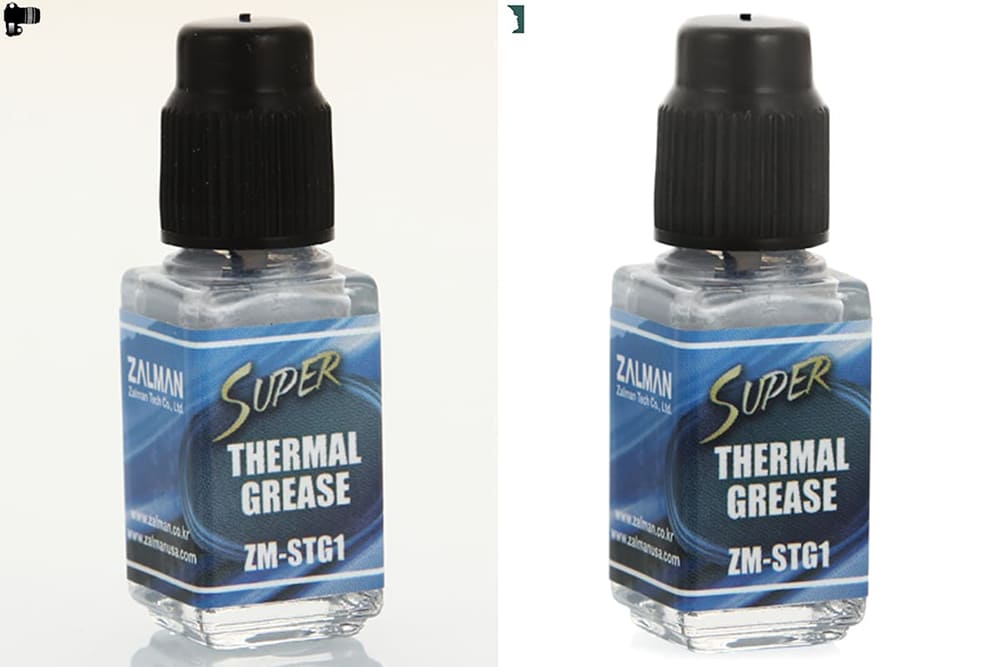 ZALMAN
Zalman Tech Co., Ltd.
SUPER
THERMAL
GREASE
ZM-STG1
www.zalman.co.kr
www.zalmanusa.com
ZALMAN
Zalman Tech Co., Ltd.
SUPER
THERMAL
GREASE
ZM-STG1
www.zalman.co.kr
www.zalmanusa.com